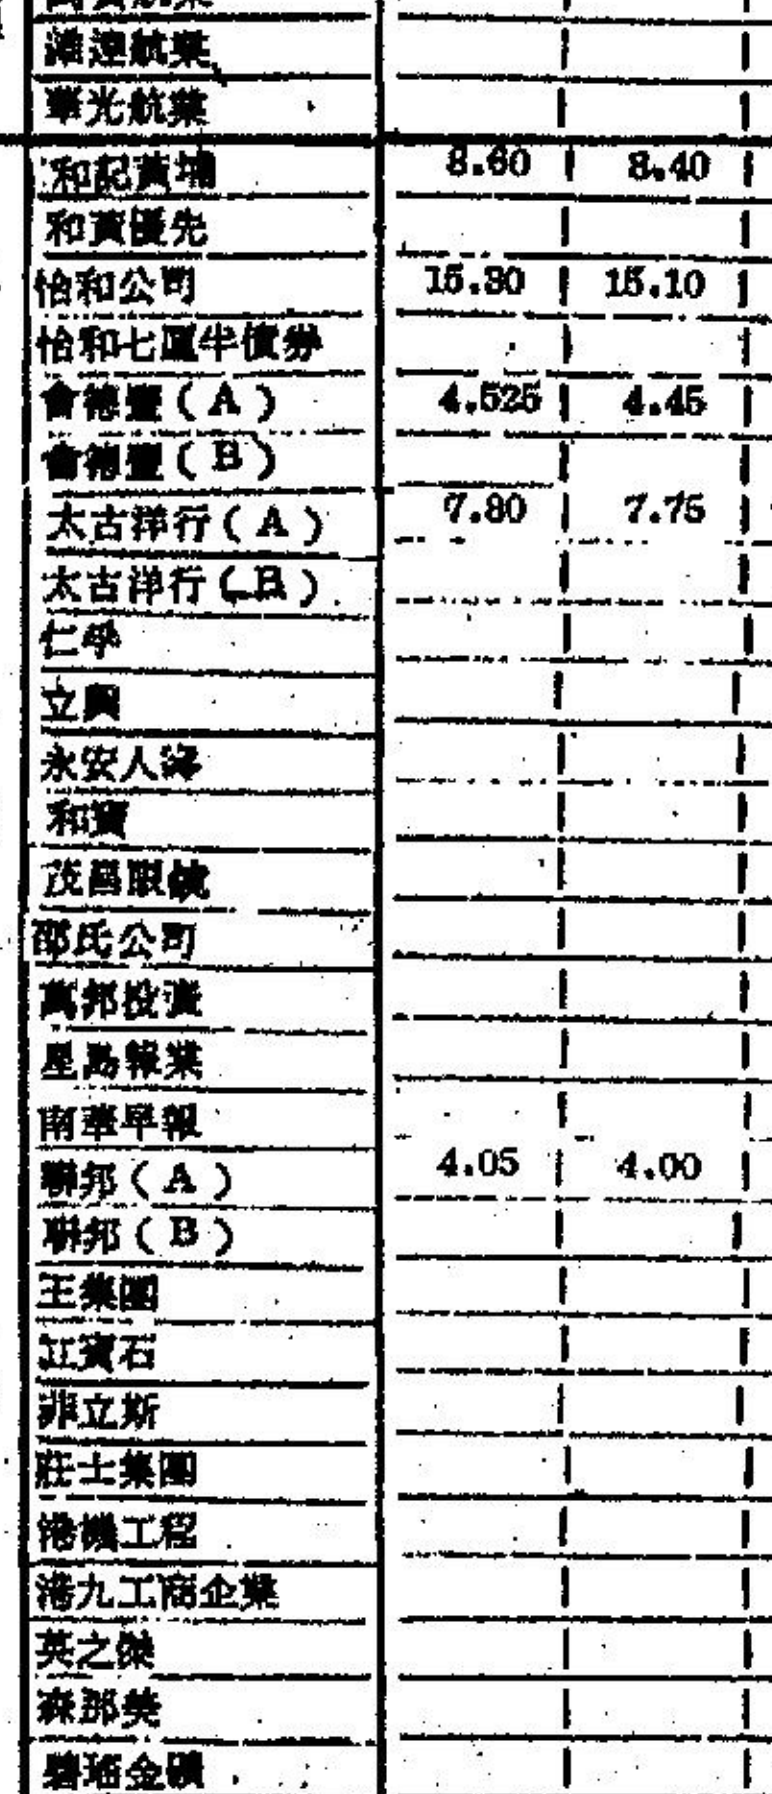 華光航業
和記黃埔 8.60 8.40
和黃優先
怡和公司 15.30 15.10
怡和七厘半債券
會德豐(A) 4.525 4.45
會德豐(B)
太古洋行(A) 7.80 7.75
太古洋行(B)
仁孚
立興
永安人壽
和寶
茂昌眼鏡
邵氏公司
萬邦投資
星島報業
南華早報
聯邦(A) 4.05 4.00
聯邦(B)
王集團
紅寶石
菲立斯
莊士集團
港機工程
港九工商企業
英之傑
森那美
碧瑤金礦